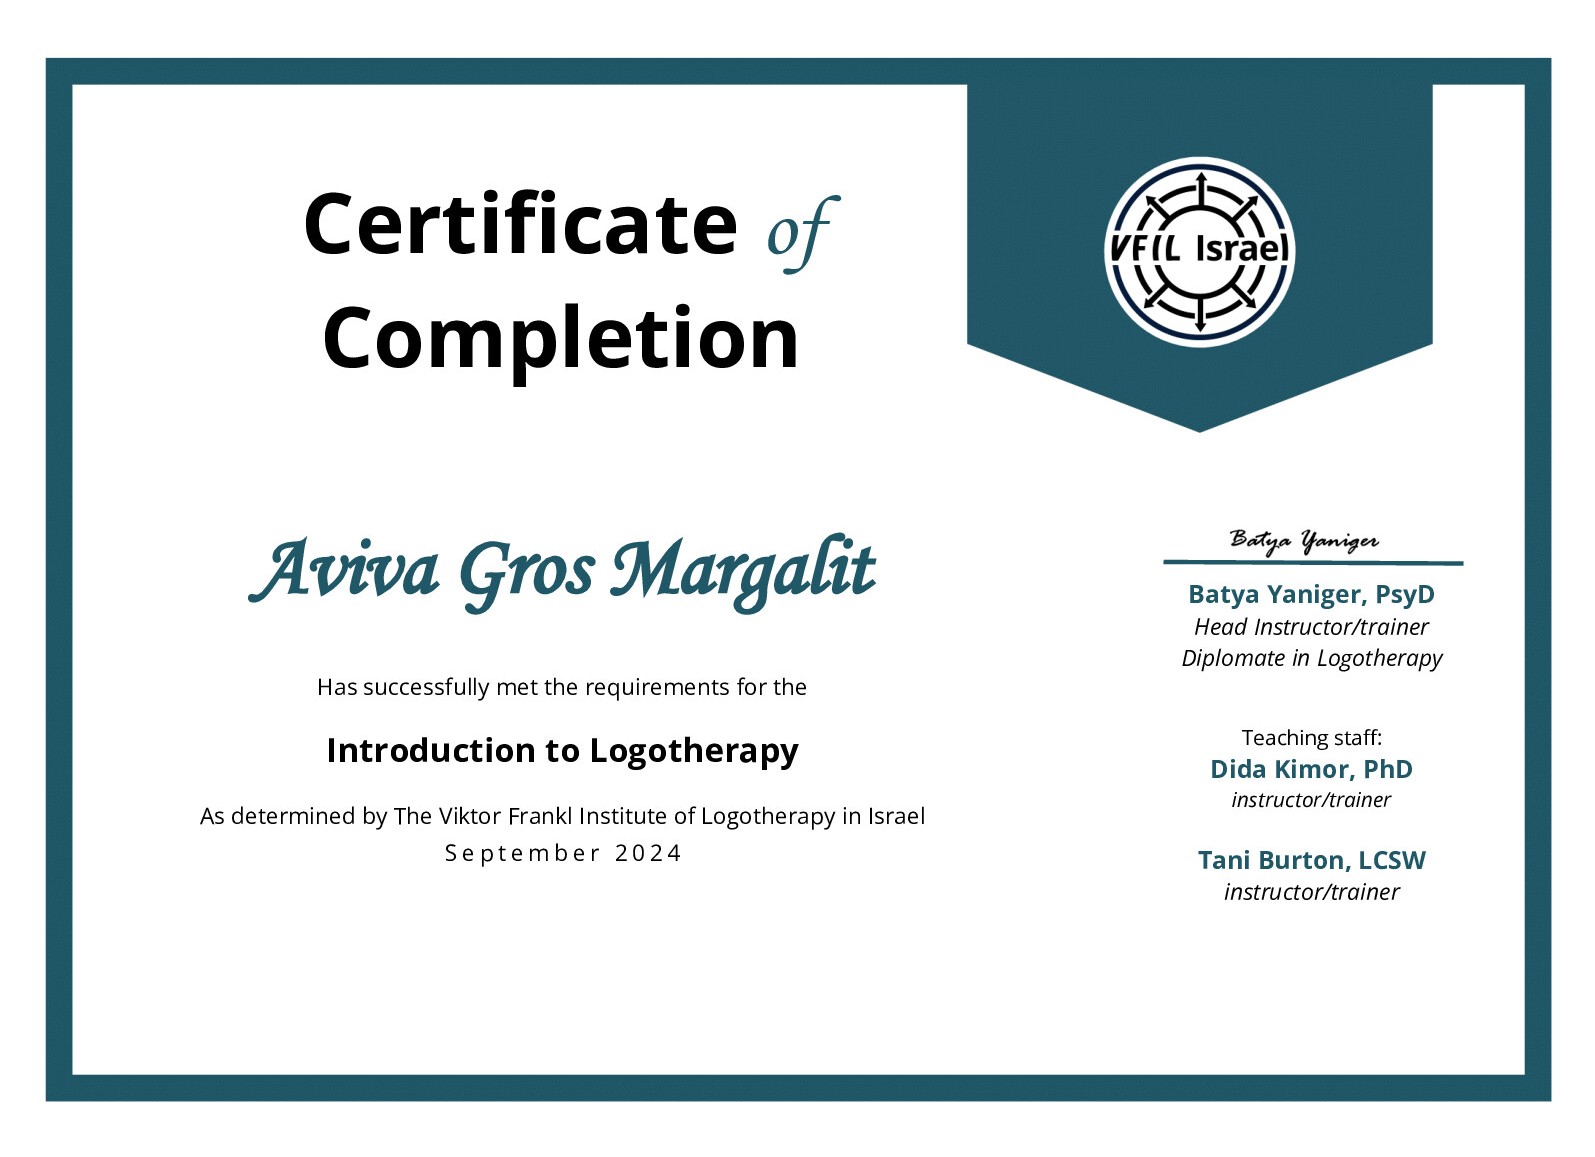 Certificate of
Completion
VFIL Israel
Aviva Gros Margalit
Has successfully met the requirements for the
Introduction to Logotherapy
As determined by The Viktor Frankl Institute of Logotherapy in Israel
September 2024
Batya Yaniger
Batya Yaniger, PsyD
Head Instructor/trainer
Diplomate in Logotherapy
Teaching staff:
Dida Kimor, PhD
instructor/trainer
Tani Burton, LCSW
instructor/trainer